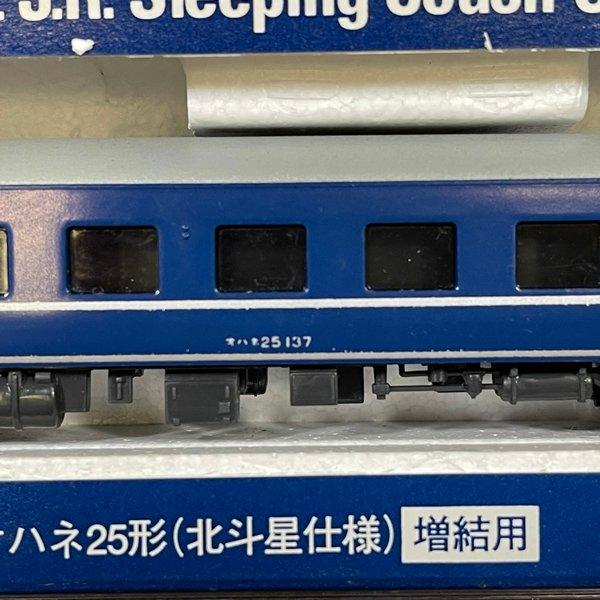 J.R. Sleeping Coach
オハネ25 137
ハネ25形(北斗星仕様) 増結用